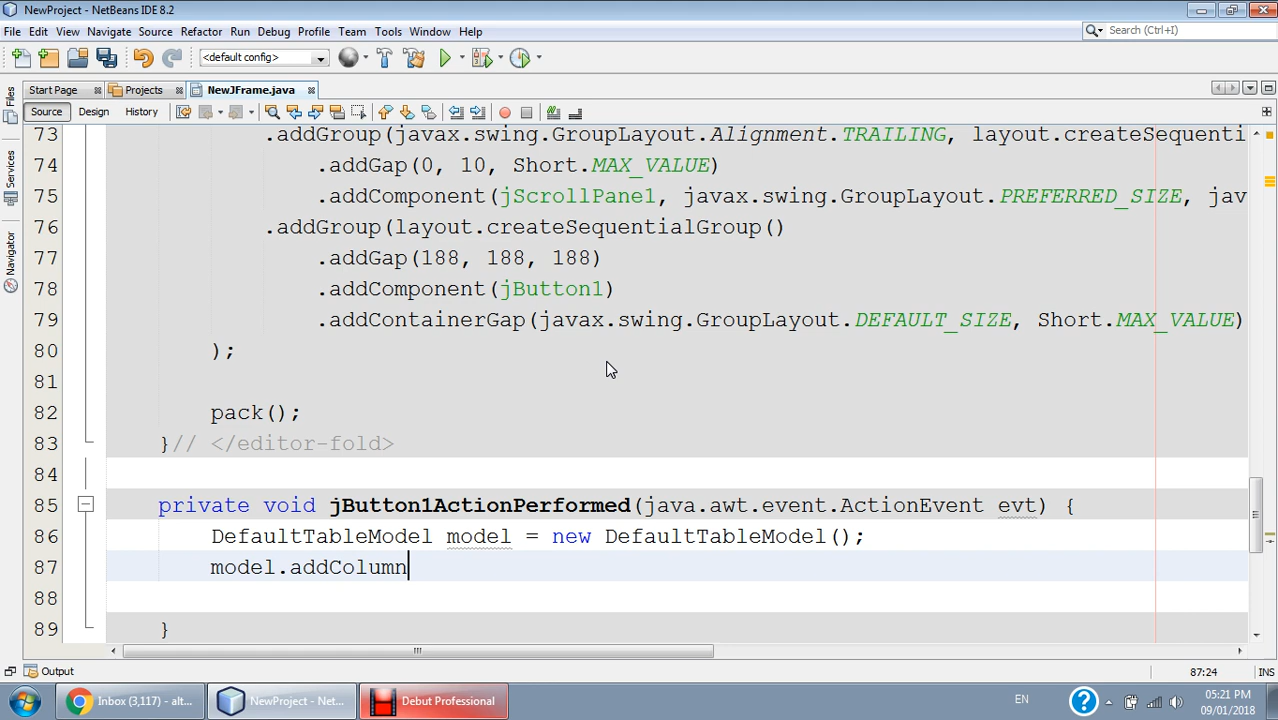 NewProject - NetBeans IDE 8.2
File Edit View Navigate Source Refactor Run Debug Profile Team Tools Window Help
Search (Ctrl+I)
<default config>
Start Page Projects NewJFrame.java
Source Design History
Files
Services
Navigator
73 .addGroup(javax.swing.GroupLayout.Alignment.TRAILING, layout.createSequenti
74 .addGap(0, 10, Short.MAX_VALUE)
75 .addComponent(jScrollPane1, javax.swing.GroupLayout.PREFERRED_SIZE, jav
76 .addGroup(layout.createSequentialGroup()
77 .addGap(188, 188, 188)
78 .addComponent(jButton1)
79 .addContainerGap(javax.swing.GroupLayout.DEFAULT_SIZE, Short.MAX_VALUE)
80 );
81
82 pack();
83 }// </editor-fold>
84
85 private void jButton1ActionPerformed(java.awt.event.ActionEvent evt) {
86 DefaultTableModel model = new DefaultTableModel();
87 model.addColumn
88
89 }
Output
87:24 INS
Inbox (3,117) - alt... NewProject - Net... Debut Professional
EN
05:21 PM
09/01/2018